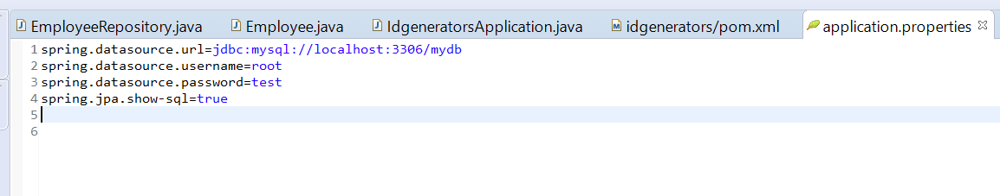 EmployeeRepository.java Employee.java IdgeneratorsApplication.java idgenerators/pom.xml application.properties
1 spring.datasource.url=jdbc:mysql://localhost:3306/mydb
2 spring.datasource.username=root
3 spring.datasource.password=test
4 spring.jpa.show-sql=true
5
6